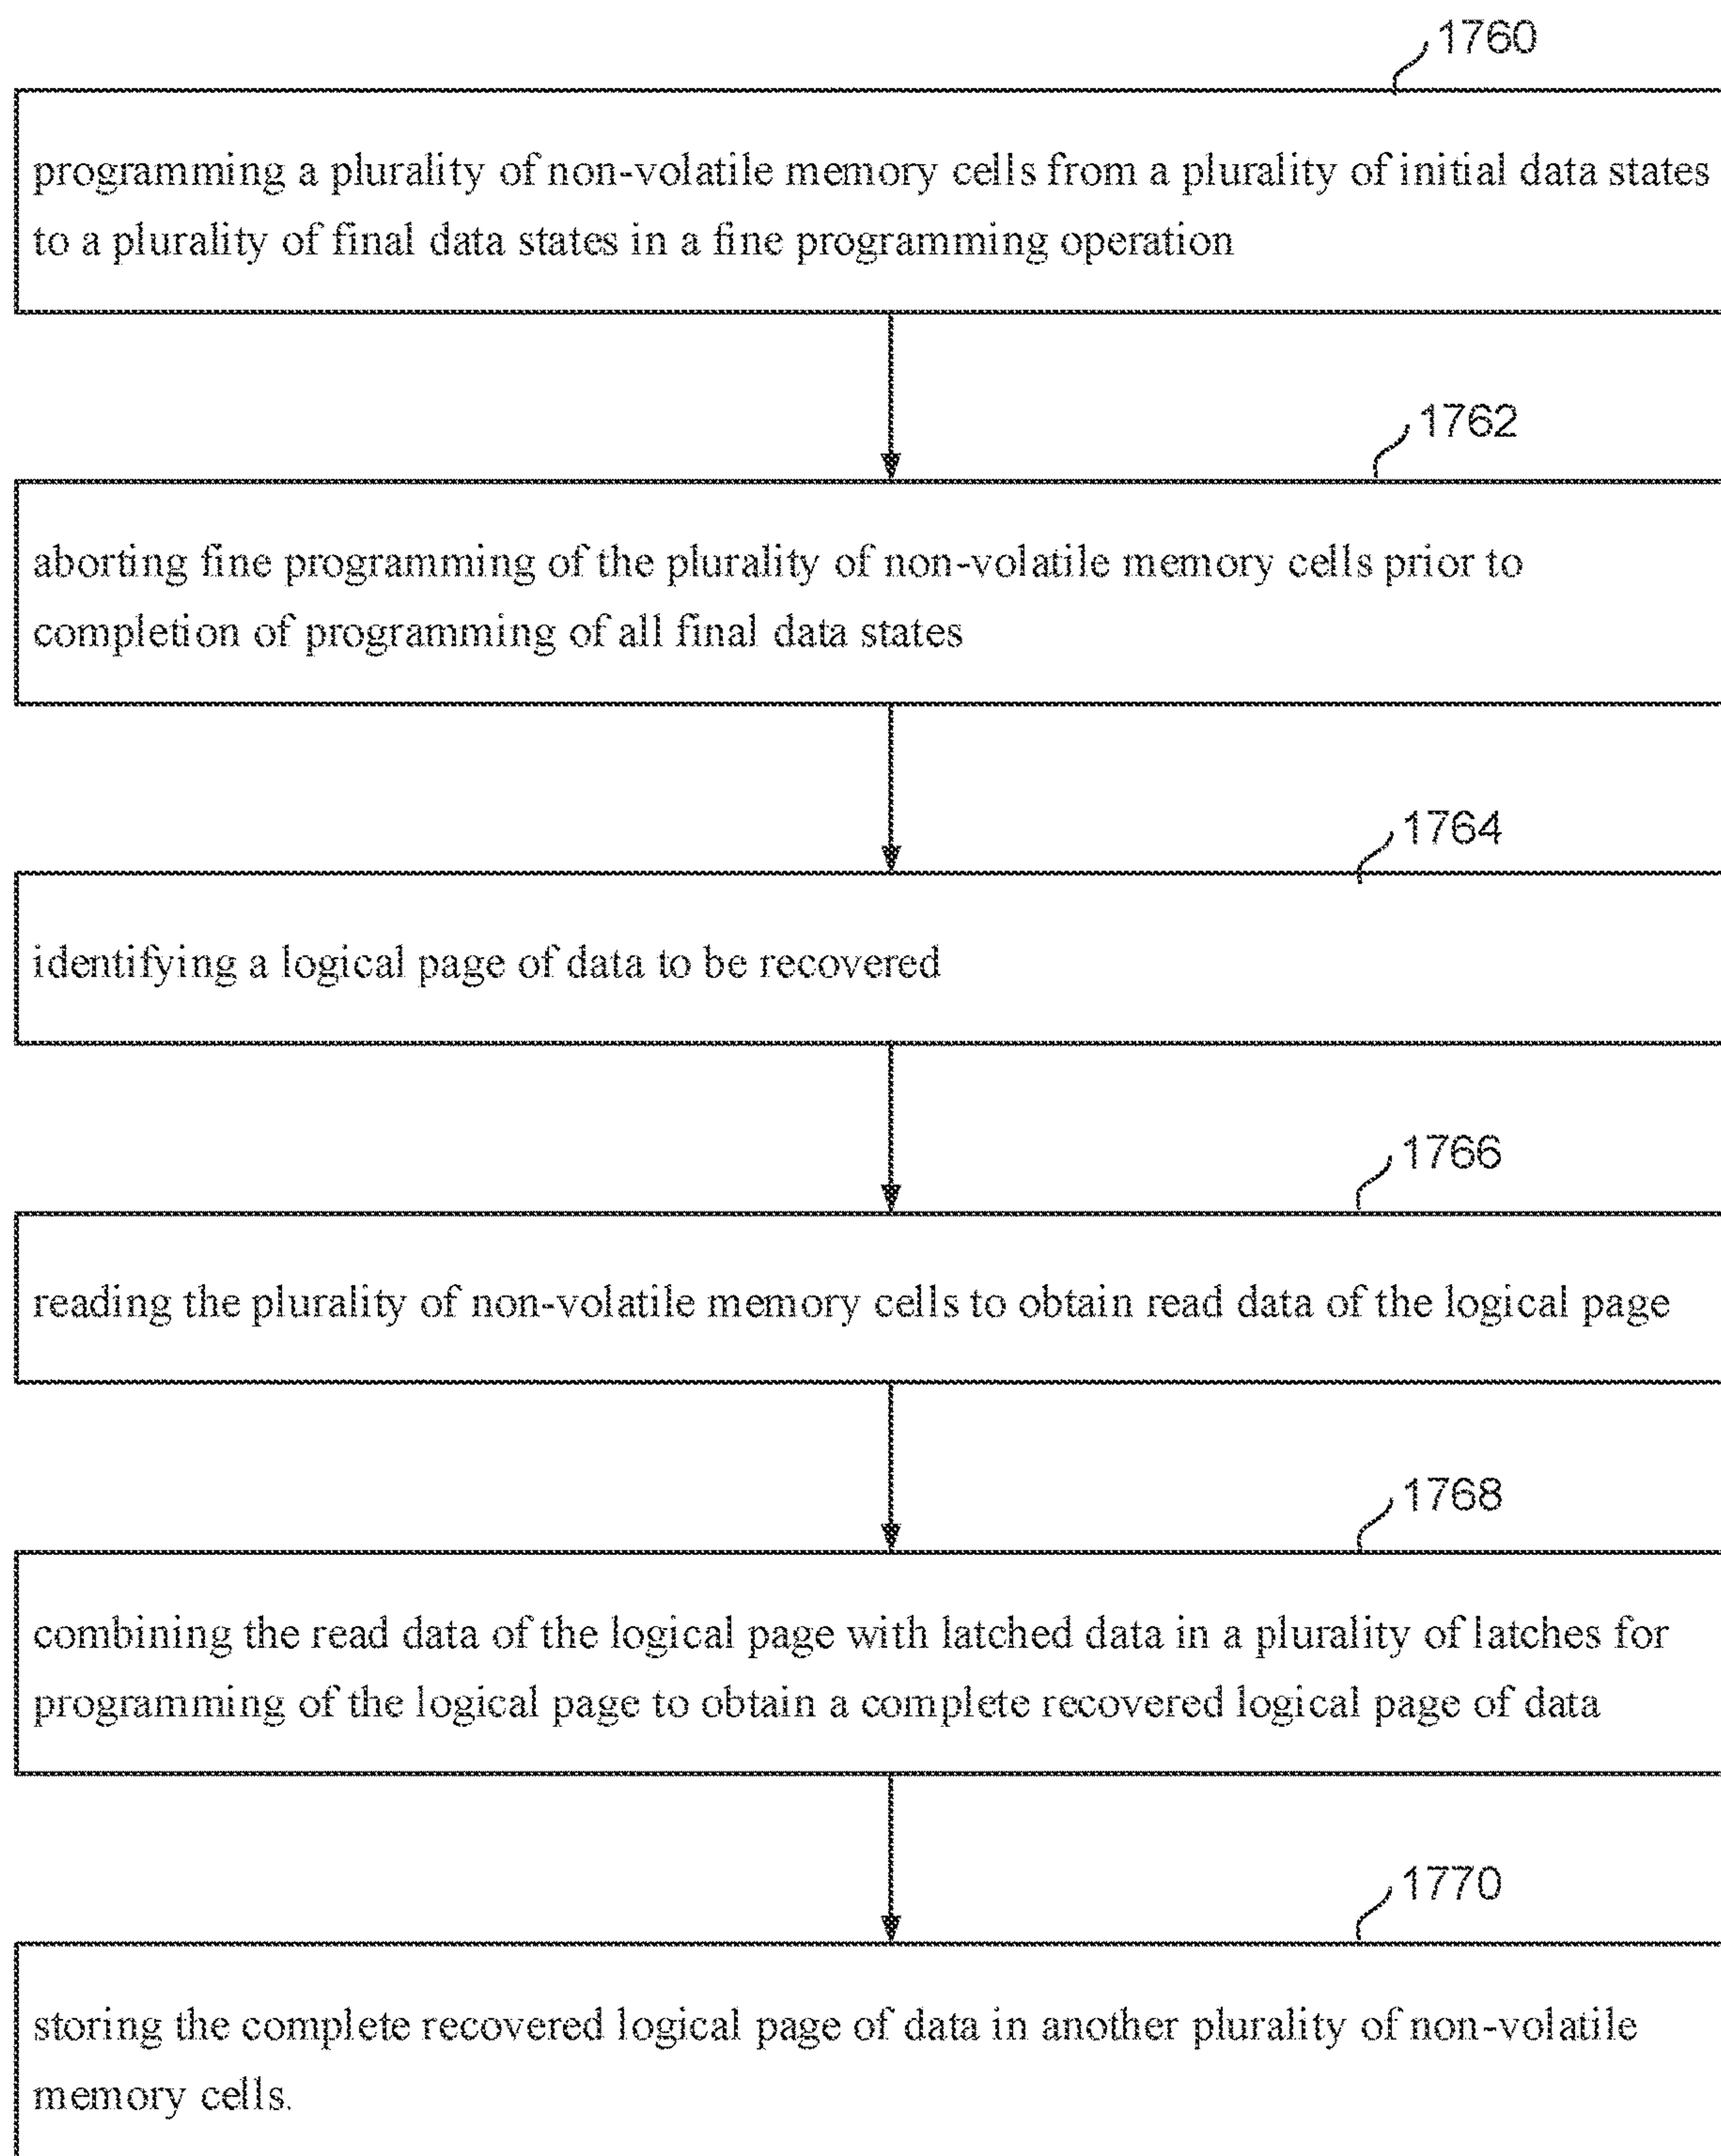 1760
programming a plurality of non-volatile memory cells from a plurality of initial data states
to a plurality of final data states in a fine programming operation
1762
aborting fine programming of the plurality of non-volatile memory cells prior to
completion of programming of all final data states
1764
identifying a logical page of data to be recovered
1766
reading the plurality of non-volatile memory cells to obtain read data of the logical page
1768
combining the read data of the logical page with latched data in a plurality of latches for
programming of the logical page to obtain a complete recovered logical page of data
1770
storing the complete recovered logical page of data in another plurality of non-volatile
memory cells.